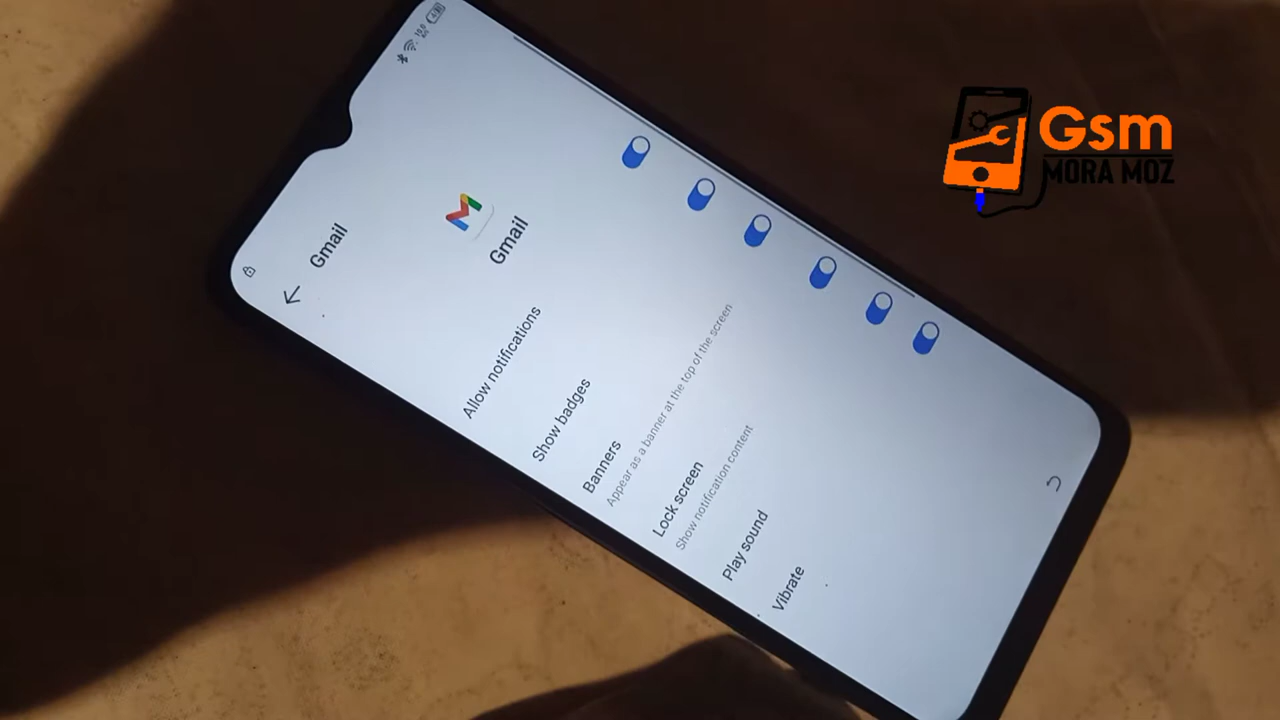 Gmail
Gmail
Allow notifications
Show badges
Banners
Appear as a banner at the top of the screen
Lock screen
Show notification content
Play sound
Vibrate
Gsm
MORA MOZ